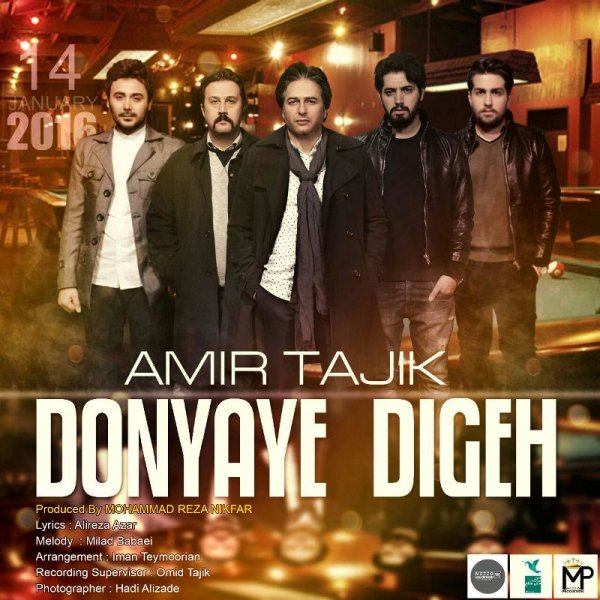 14
JANUARY
2016
AMIR TAJIK
DONYAYE DIGEH
Produced By MOHAMMAD REZA NIKFAR
Lyrics : Alireza Azar
Melody : Milad Babaei
Arrangement : Iman Teymoorian
Recording Supervisor : Omid Tajik
Photographer : Hadi Alizade
MP